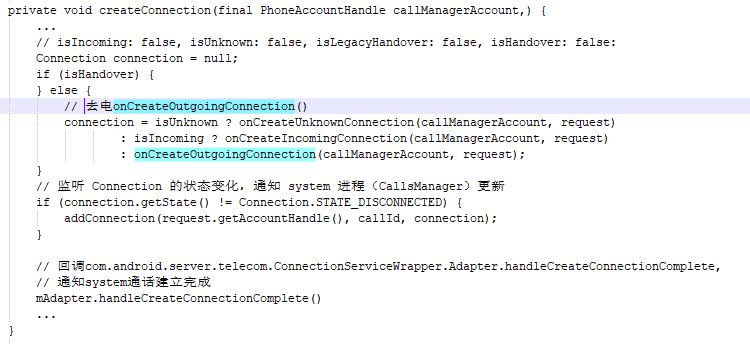 private void createConnection(final PhoneAccountHandle callManagerAccount,) {
...
// isIncoming: false, isUnknown: false, isLegacyHandover: false, isHandover: false:
Connection connection = null;
if (isHandover) {
} else {
// 去电onCreateOutgoingConnection()
connection = isUnknown ? onCreateUnknownConnection(callManagerAccount, request)
: isIncoming ? onCreateIncomingConnection(callManagerAccount, request)
: onCreateOutgoingConnection(callManagerAccount, request);
}
// 监听 Connection 的状态变化，通知 system 进程（CallsManager）更新
if (connection.getState() != Connection.STATE_DISCONNECTED) {
addConnection(request.getAccountHandle(), callId, connection);
}
// 回调com.android.server.telecom.ConnectionServiceWrapper.Adapter.handleCreateConnectionComplete,
// 通知system通话建立完成
mAdapter.handleCreateConnectionComplete()
...
}